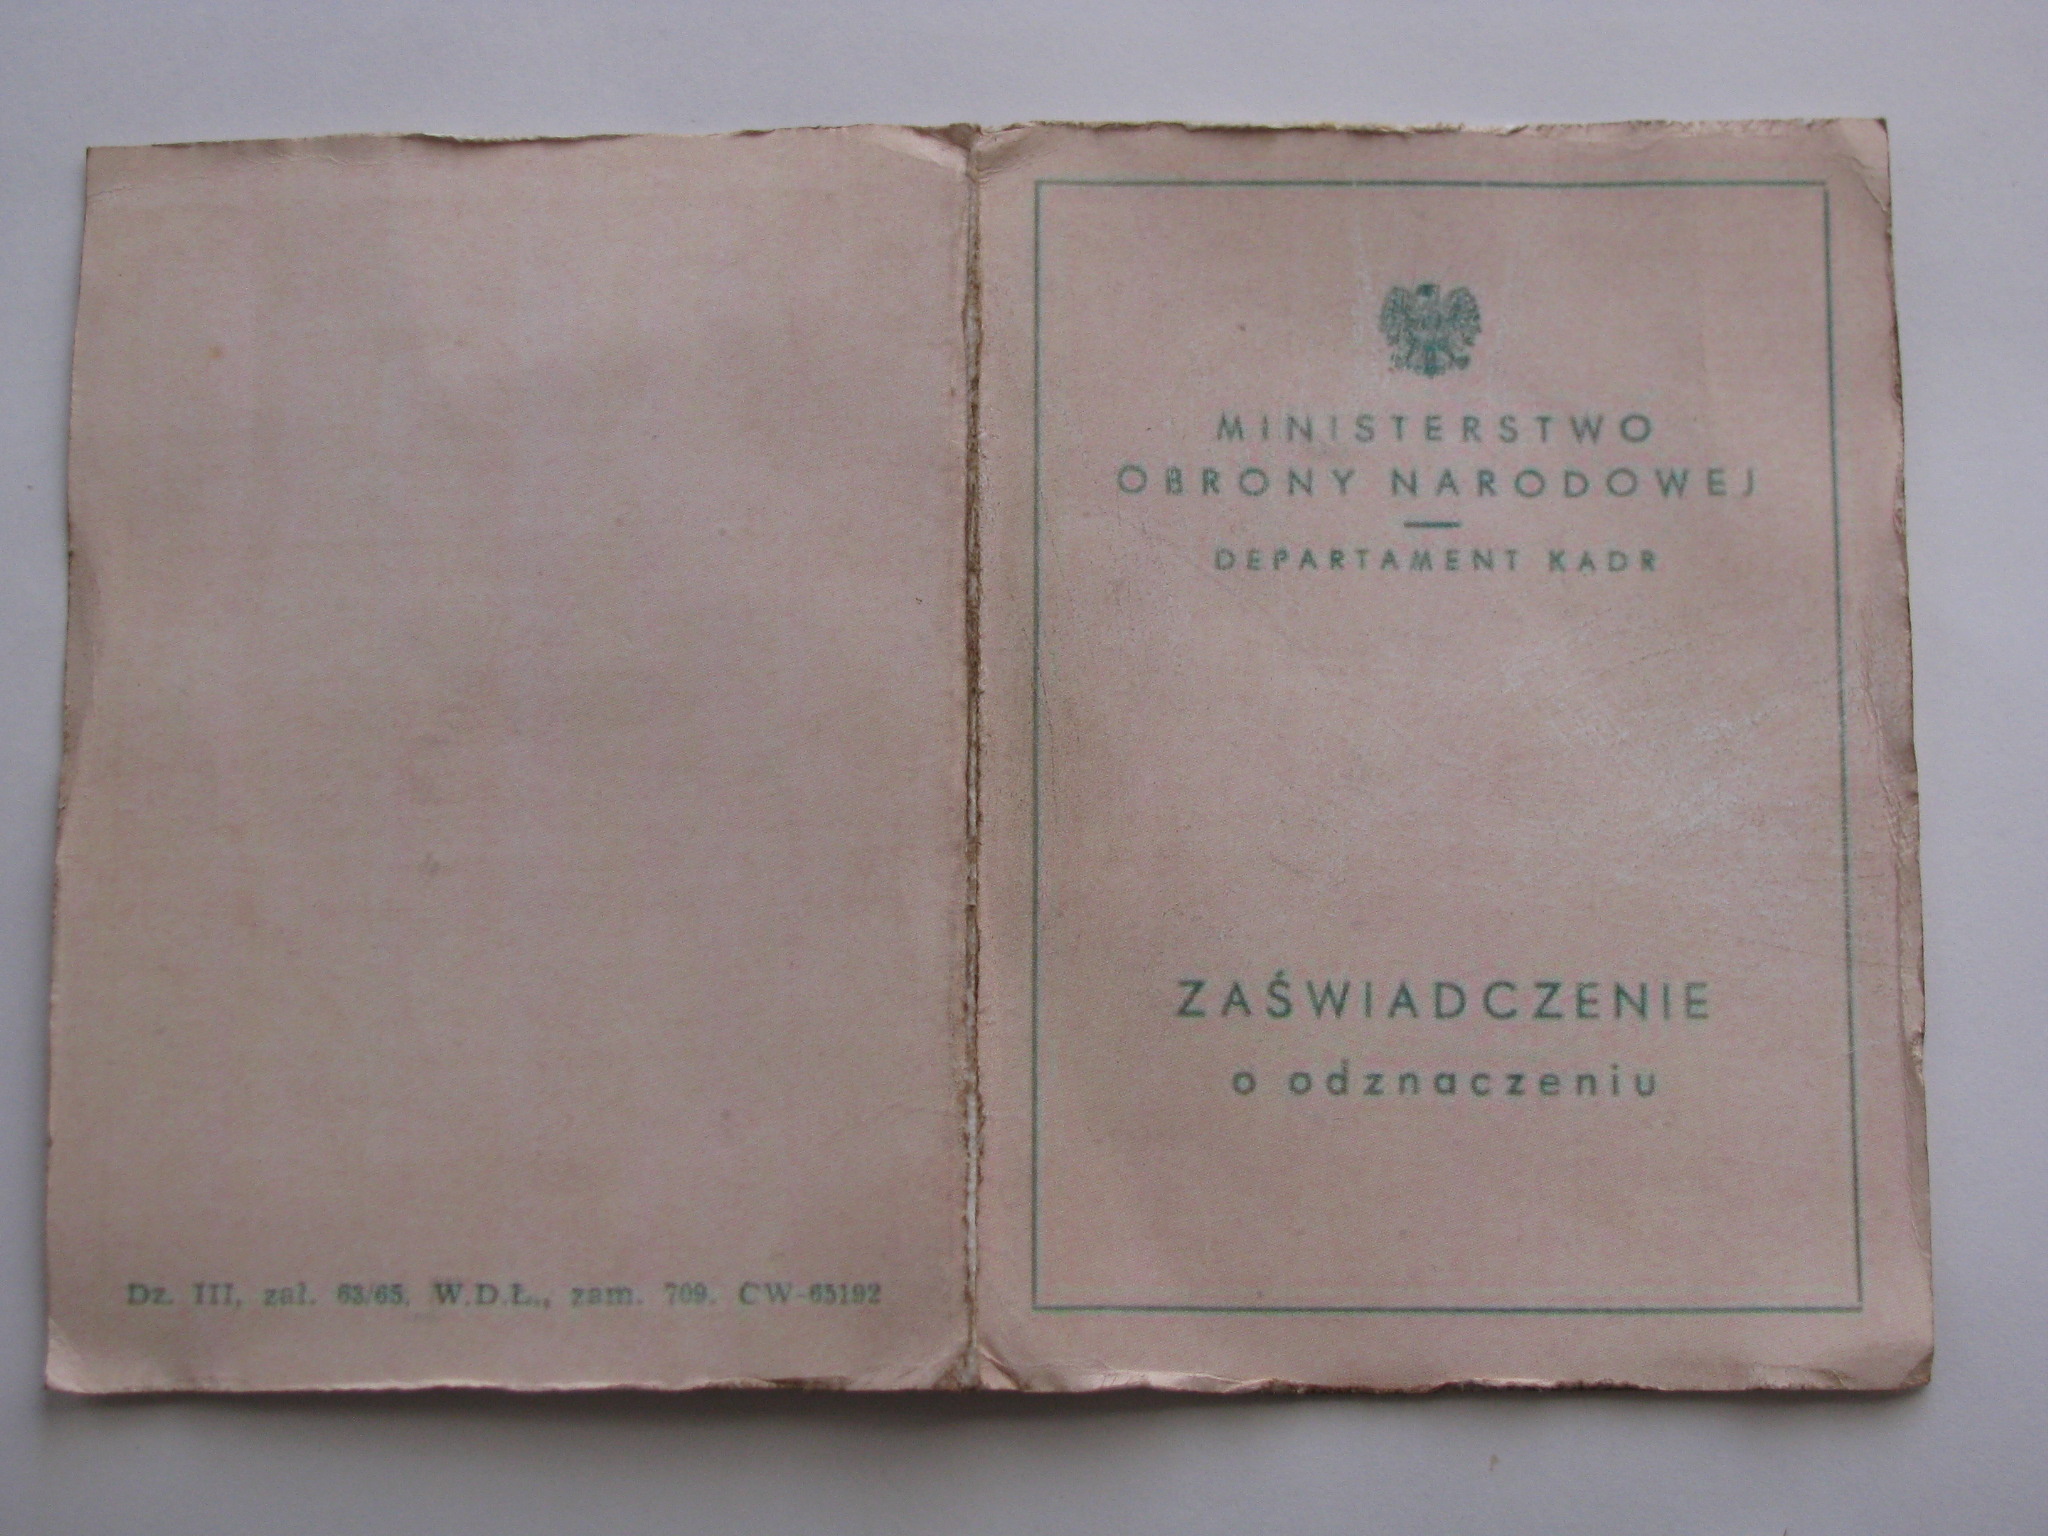 Dz. III, zał. 63/65, W.D.Ł., zam. 709. CW-65192
MINISTERSTWO
OBRONY NARODOWEJ
DEPARTAMENT KADR
ZAŚWIADCZENIE
o odznaczeniu